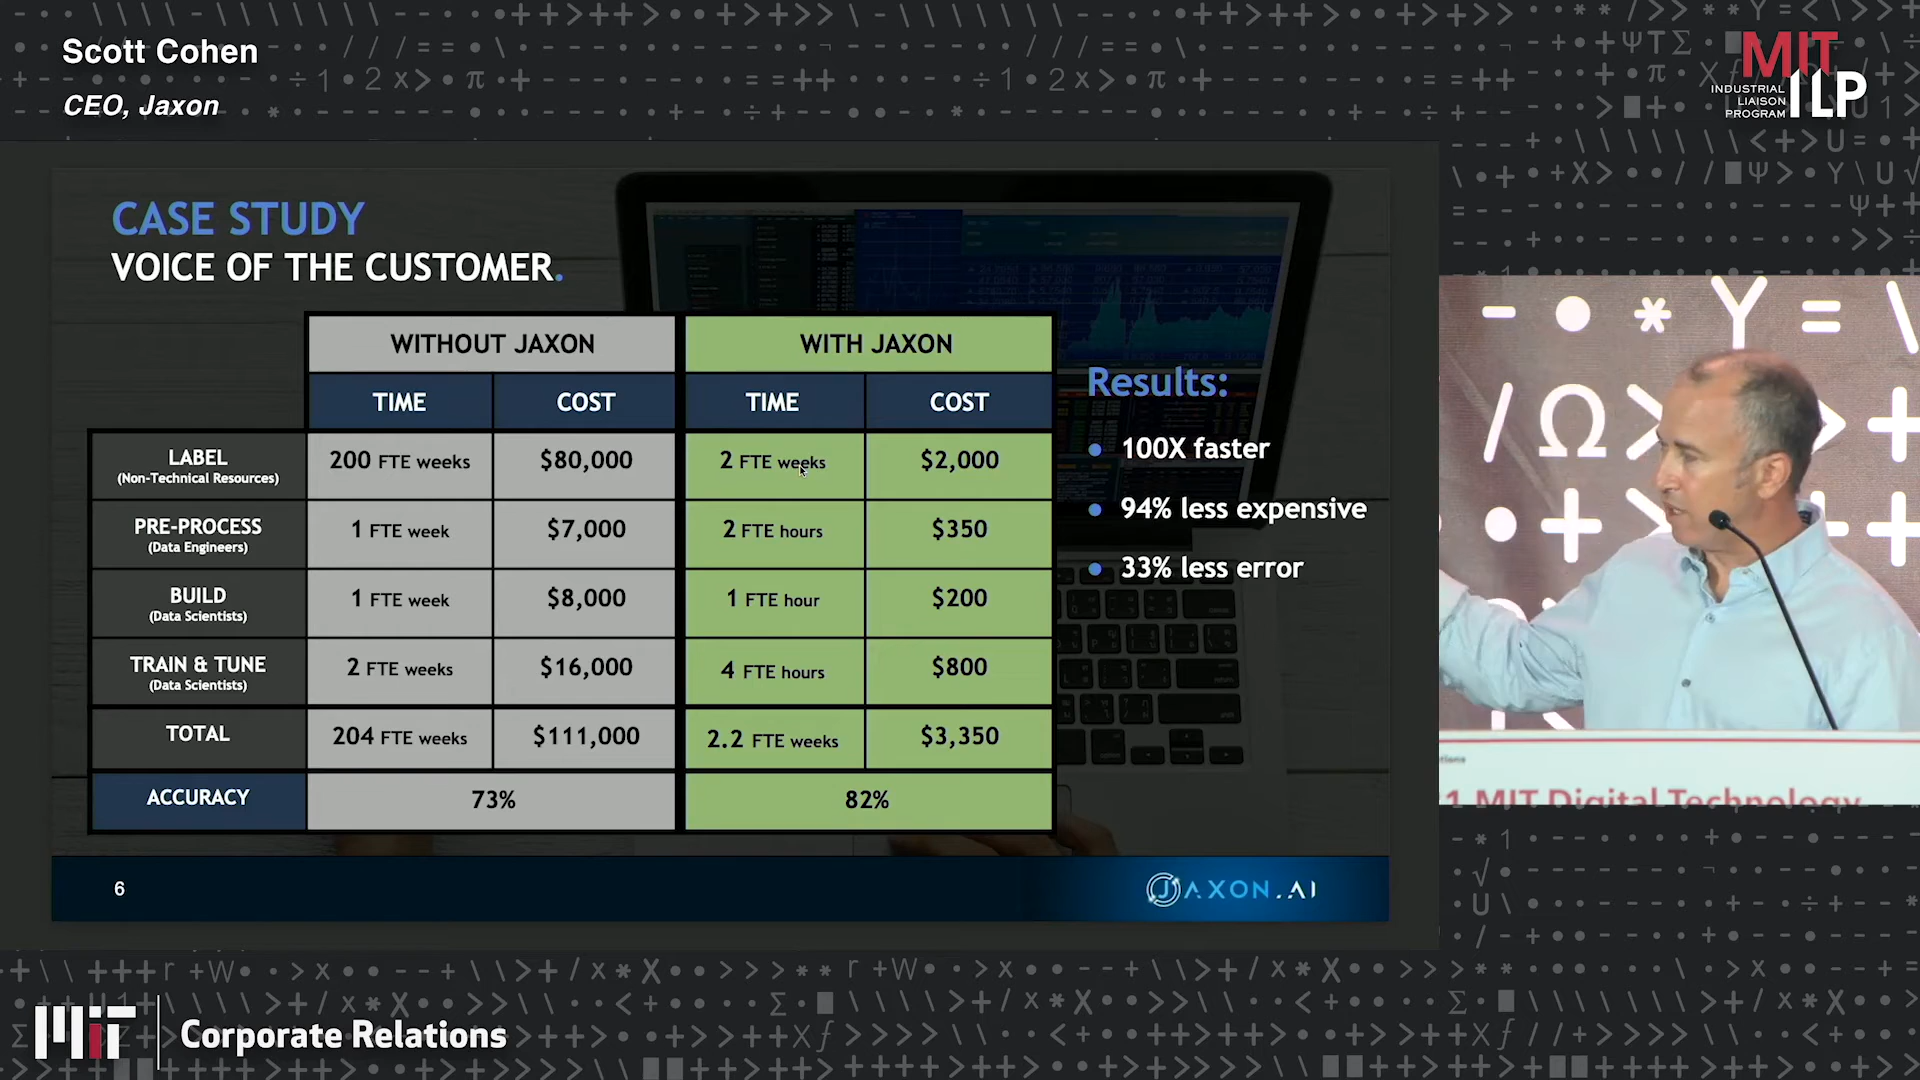 Scott Cohen
CEO, Jaxon
MIT
ILP
INDUSTRIAL
LIAISON
PROGRAM
CASE STUDY
VOICE OF THE CUSTOMER.
WITHOUT JAXON WITH JAXON
TIME COST TIME COST
LABEL 200 FTE weeks $80,000 2 FTE weeks $2,000
(Non-Technical Resources)
PRE-PROCESS 1 FTE week $7,000 2 FTE hours $350
(Data Engineers)
BUILD 1 FTE week $8,000 1 FTE hour $200
(Data Scientists)
TRAIN & TUNE 2 FTE weeks $16,000 4 FTE hours $800
(Data Scientists)
TOTAL 204 FTE weeks $111,000 2.2 FTE weeks $3,350
ACCURACY 73% 82%
Results:
• 100X faster
• 94% less expensive
• 33% less error
6
JAXON.AI
1 MIT Digital Technology
MIT
Corporate Relations